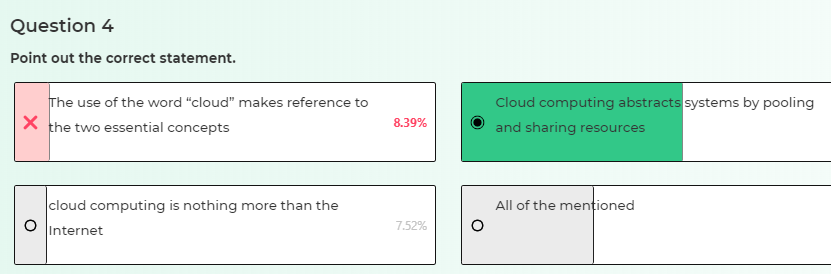 Question 4
Point out the correct statement.
The use of the word “cloud” makes reference to
the two essential concepts
8.39%
Cloud computing abstracts systems by pooling
and sharing resources
cloud computing is nothing more than the
Internet
7.52%
All of the mentioned